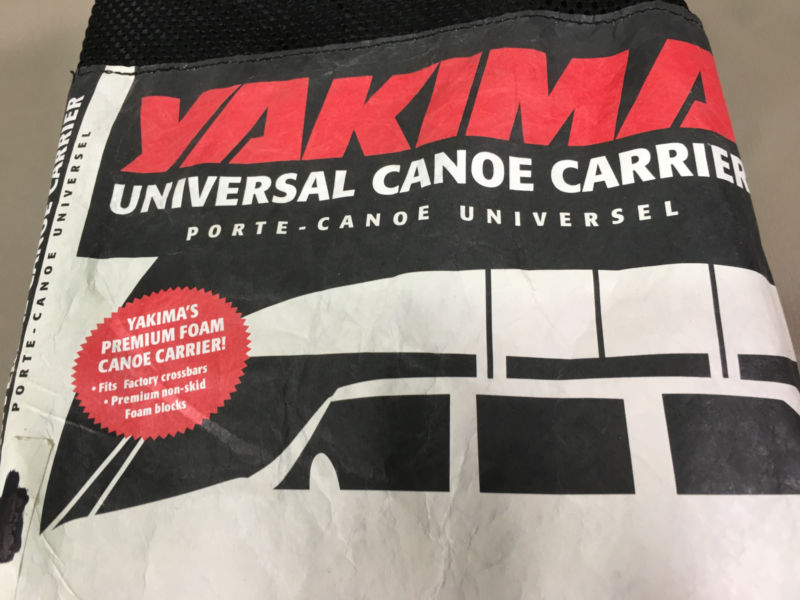 YAKIMA
UNIVERSAL CANOE CARRIER
PORTE-CANOE UNIVERSEL
YAKIMA'S
PREMIUM FOAM
CANOE CARRIER!
• Fits Factory crossbars
• Premium non-skid
Foam blocks
CANOE CARRIER
PORTE-CANOE UNIVERSEL